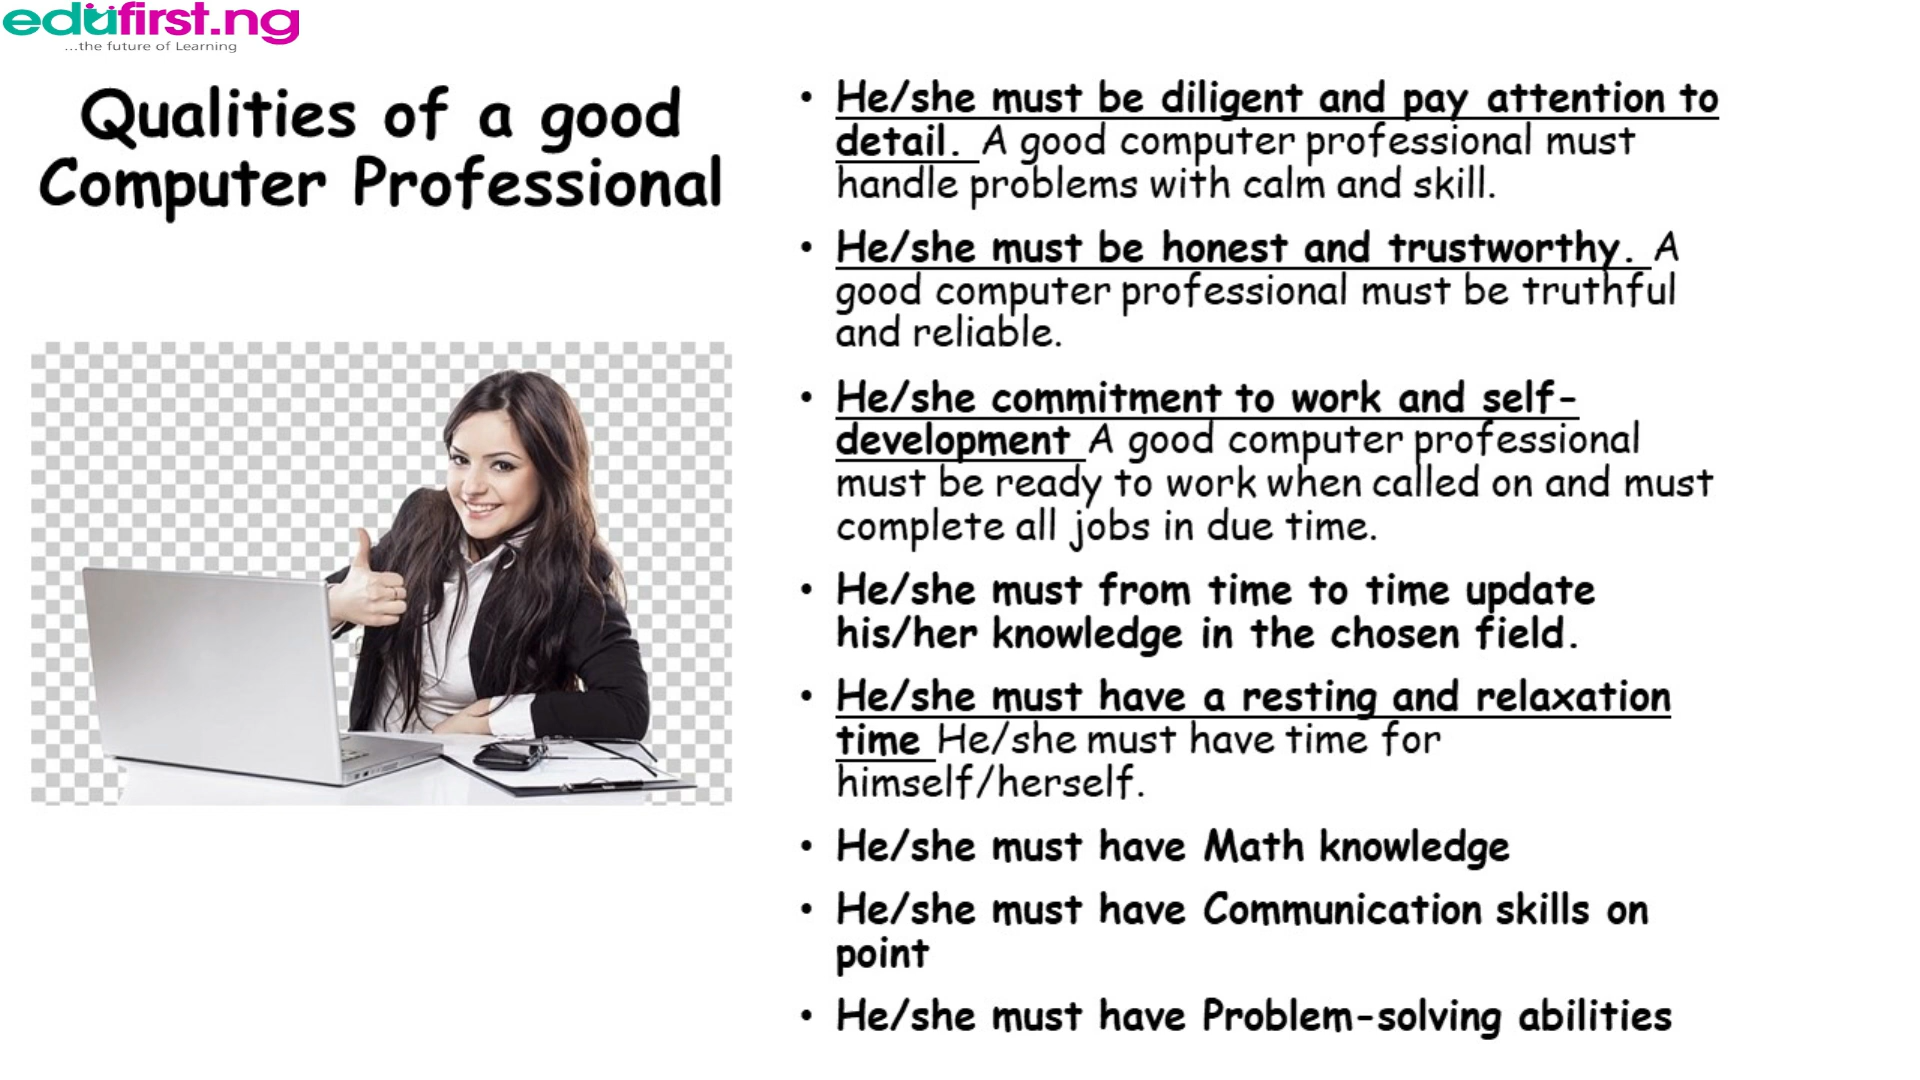 edufirst.ng
...the future of Learning
Qualities of a good
Computer Professional
• He/she must be diligent and pay attention to
detail. A good computer professional must
handle problems with calm and skill.
• He/she must be honest and trustworthy. A
good computer professional must be truthful
and reliable.
• He/she commitment to work and self-
development A good computer professional
must be ready to work when called on and must
complete all jobs in due time.
• He/she must from time to time update
his/her knowledge in the chosen field.
• He/she must have a resting and relaxation
time He/she must have time for
himself/herself.
• He/she must have Math knowledge
• He/she must have Communication skills on
point
• He/she must have Problem-solving abilities